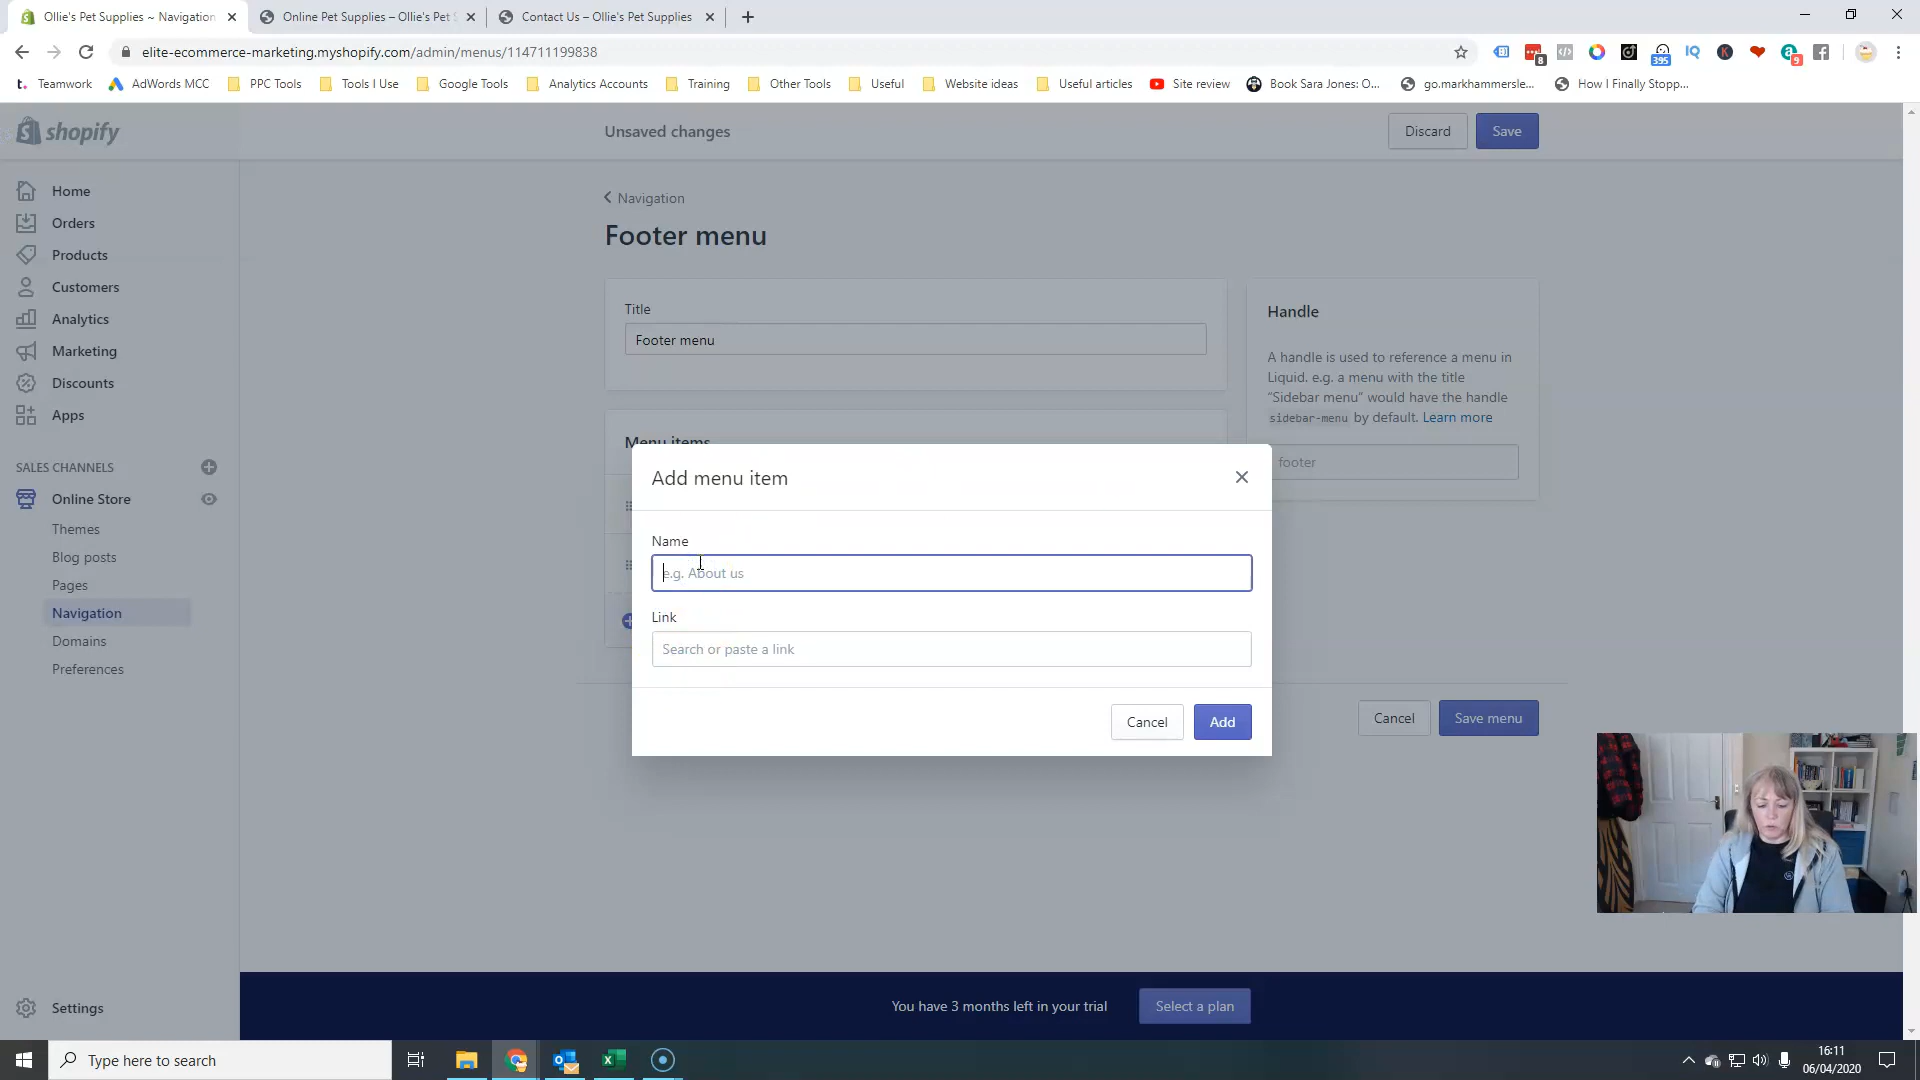 Ollie's Pet Supplies ~ Navigation
Online Pet Supplies – Ollie's Pet S
Contact Us – Ollie's Pet Supplies
elite-ecommerce-marketing.myshopify.com/admin/menus/114711199838
8
395
IQ
K
a
9
t. Teamwork
AdWords MCC
PPC Tools
Tools I Use
Google Tools
Analytics Accounts
Training
Other Tools
Useful
Website ideas
Useful articles
Site review
Book Sara Jones: O...
go.markhammersle...
How I Finally Stopp...
shopify
Unsaved changes
Discard
Save
Home
Orders
Products
Customers
Analytics
Marketing
Discounts
Apps
SALES CHANNELS
Online Store
Themes
Blog posts
Pages
Navigation
Domains
Preferences
Settings
Navigation
Footer menu
Title
Footer menu
Handle
A handle is used to reference a menu in
Liquid. e.g. a menu with the title
“Sidebar menu” would have the handle
sidebar-menu by default. Learn more
footer
Menu items
Add menu item
Name
e.g. About us
Link
Search or paste a link
Cancel
Add
Cancel
Save menu
You have 3 months left in your trial
Select a plan
Type here to search
16:11
06/04/2020